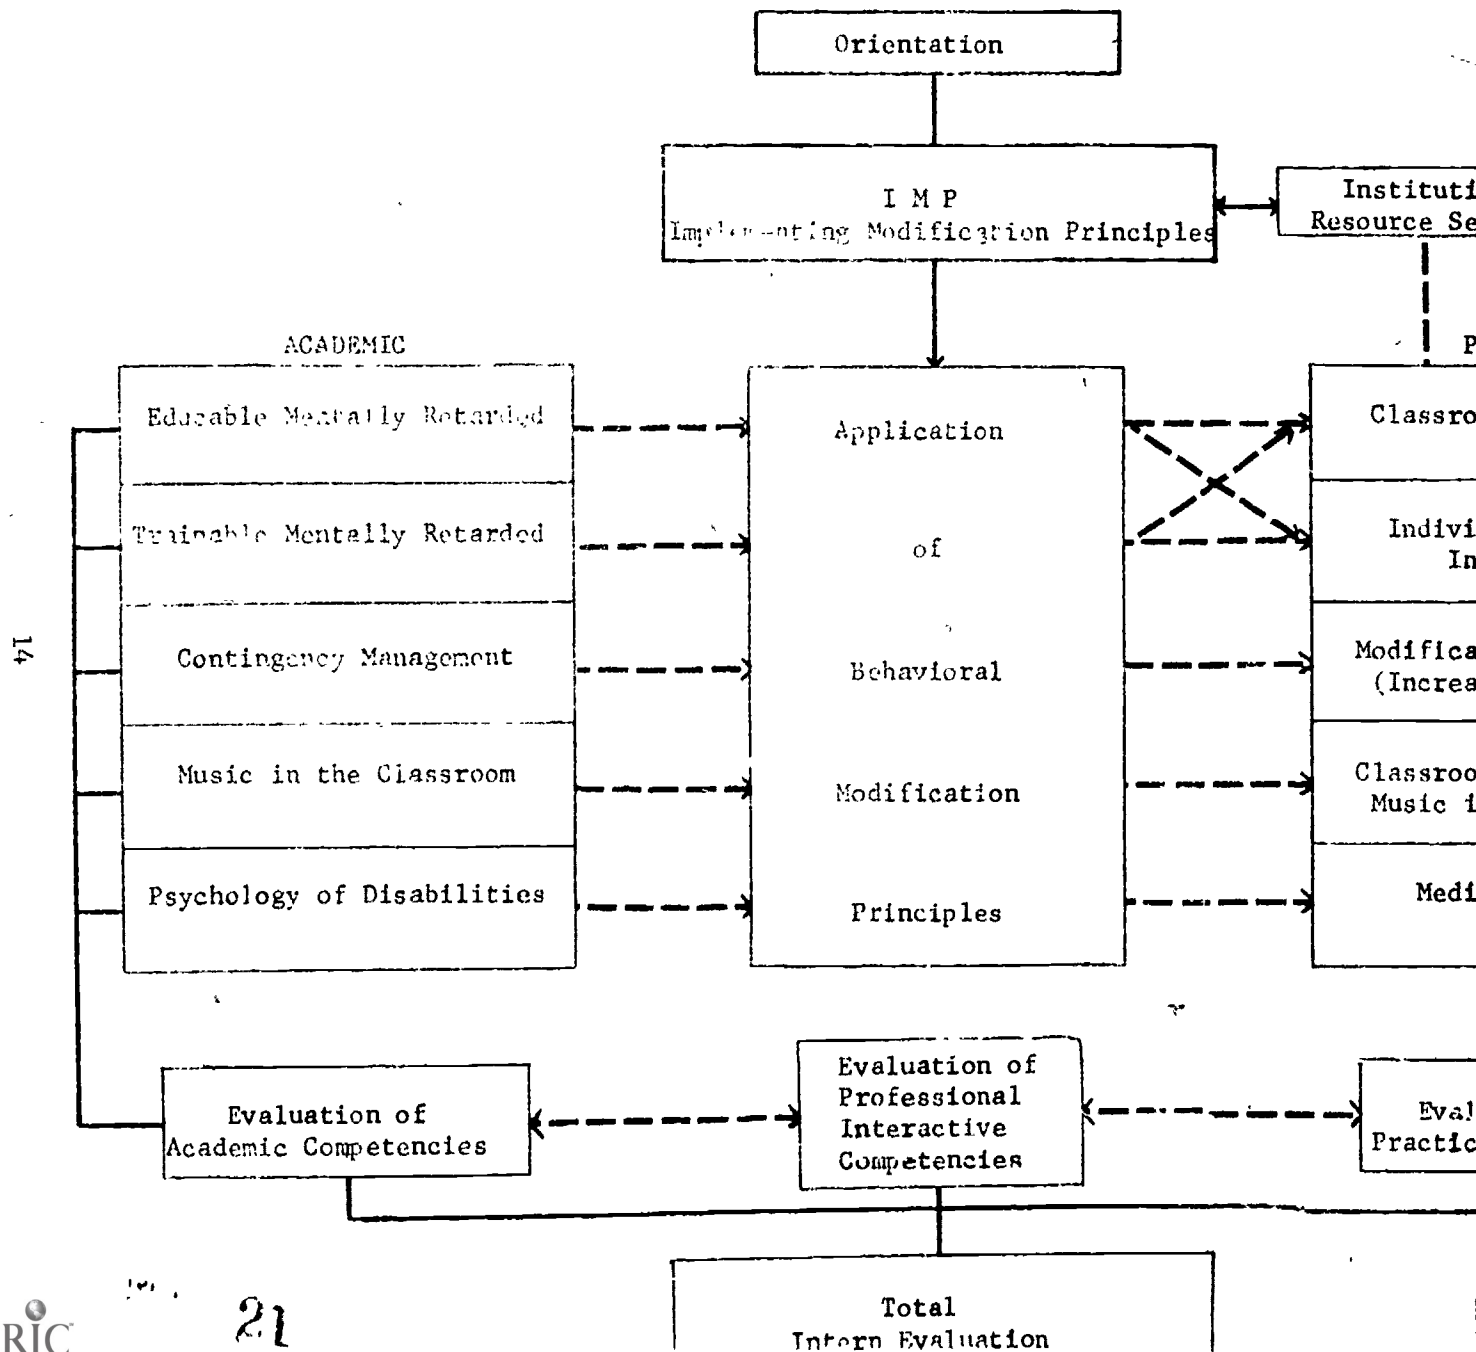 Orientation
I M P
Implementing Modification Principles
Instituti
Resource Se
ACADEMIC
P
Educable Mentally Retarded
Application
Classro
Trainable Mentally Retarded
of
Indivi
In
14
Contingency Management
Behavioral
Modifica
(Increa
Music in the Classroom
Modification
Classroo
Music i
Psychology of Disabilities
Principles
Medi
Evaluation of
Academic Competencies
Evaluation of
Professional
Interactive
Competencies
Eval
Practic
Total
Intern Evaluation
21
RIC